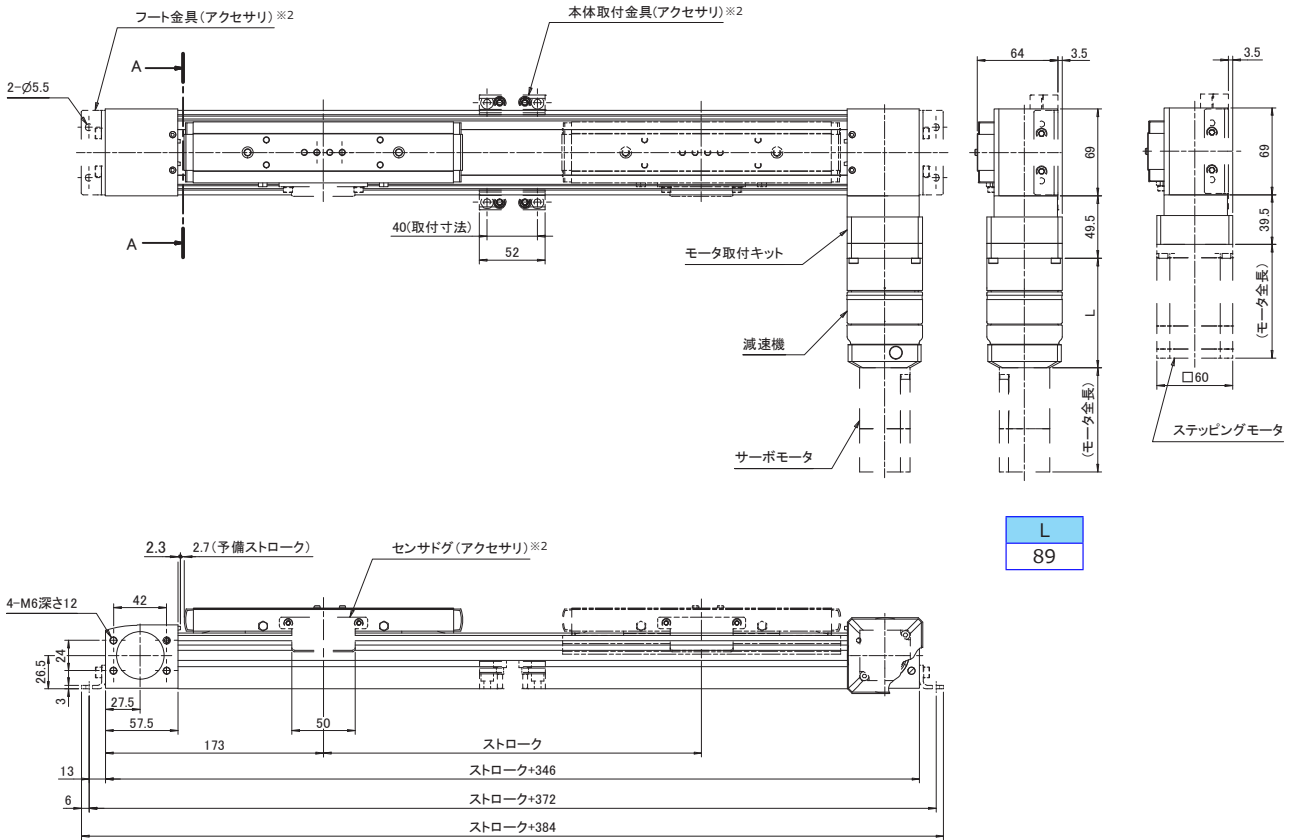 フート金具(アクセサリ)※2
本体取付金具(アクセサリ)※2
A
2-Ø5.5
A
40(取付寸法)
52
モータ取付キット
減速機
サーボモータ
64
3.5
69
49.5
L
(モータ全長)
3.5
69
39.5
(モータ全長)
□60
ステッピングモータ
L
89
2.3
2.7(予備ストローク)
センサドグ(アクセサリ)※2
4-M6深さ12
42
24
26.5
3
27.5
57.5
50
173
ストローク
13
ストローク+346
6
ストローク+372
ストローク+384